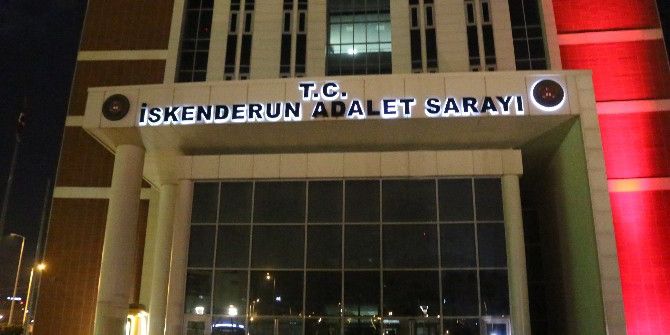 T.C.
İSKENDERUN ADALET SARAYI